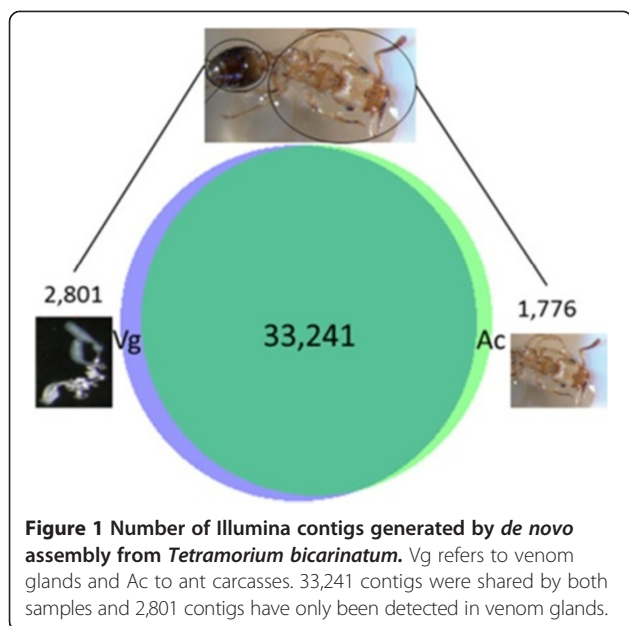 2,801
1,776
Vg
33,241
Ac
Figure 1 Number of Illumina contigs generated by de novo
assembly from Tetramorium bicarinatum. Vg refers to venom
glands and Ac to ant carcasses. 33,241 contigs were shared by both
samples and 2,801 contigs have only been detected in venom glands.